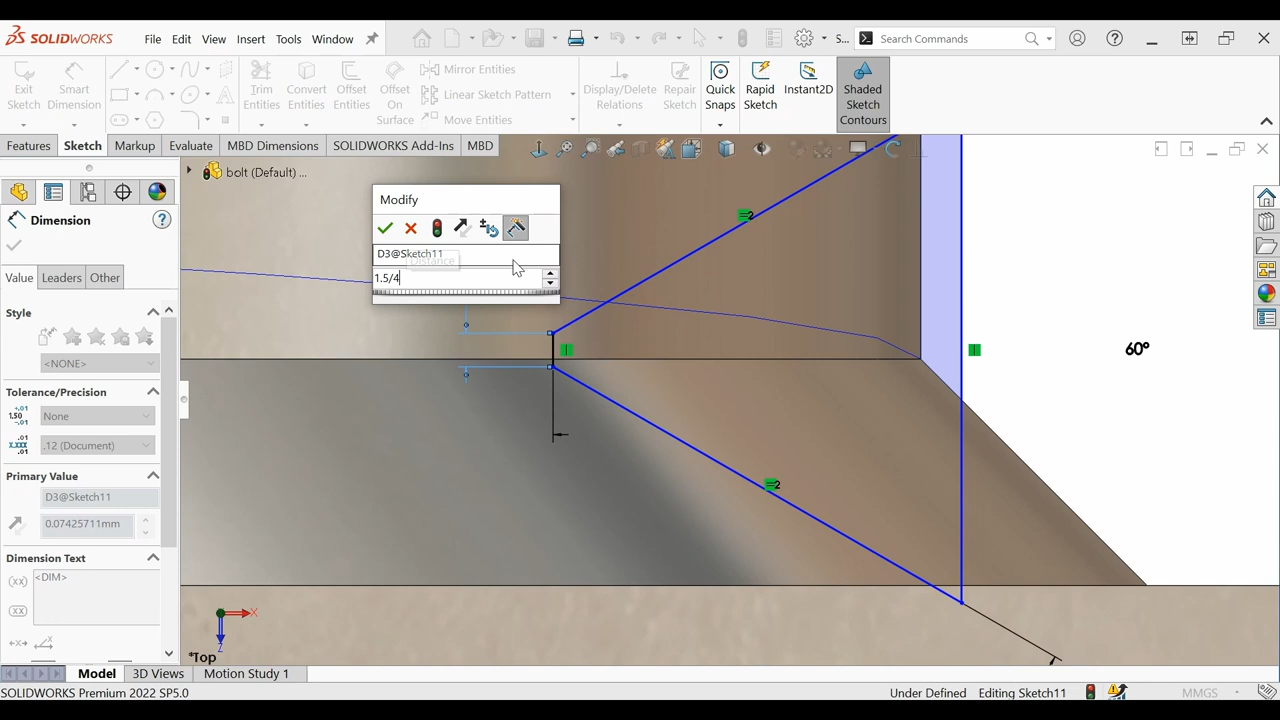 SOLIDWORKS File Edit View Insert Tools Window S... Search Commands
Exit Sketch
Smart Dimension
Trim Entities
Convert Entities
Offset Entities
Offset On Surface
Mirror Entities
Linear Sketch Pattern
Move Entities
Display/Delete Relations
Repair Sketch
Quick Snaps
Rapid Sketch
Instant2D
Shaded Sketch Contours
Features Sketch Markup Evaluate MBD Dimensions SOLIDWORKS Add-Ins MBD
bolt (Default) ...
Dimension
Value Leaders Other
Style
<NONE>
Tolerance/Precision
None
.12 (Document)
Primary Value
D3@Sketch11
0.07425711mm
Dimension Text
<DIM>
Modify
D3@Sketch11
Distance
1.5/4
2
2
60°
X
Z
*Top
Model 3D Views Motion Study 1
SOLIDWORKS Premium 2022 SP5.0 Under Defined Editing Sketch11 MMGS